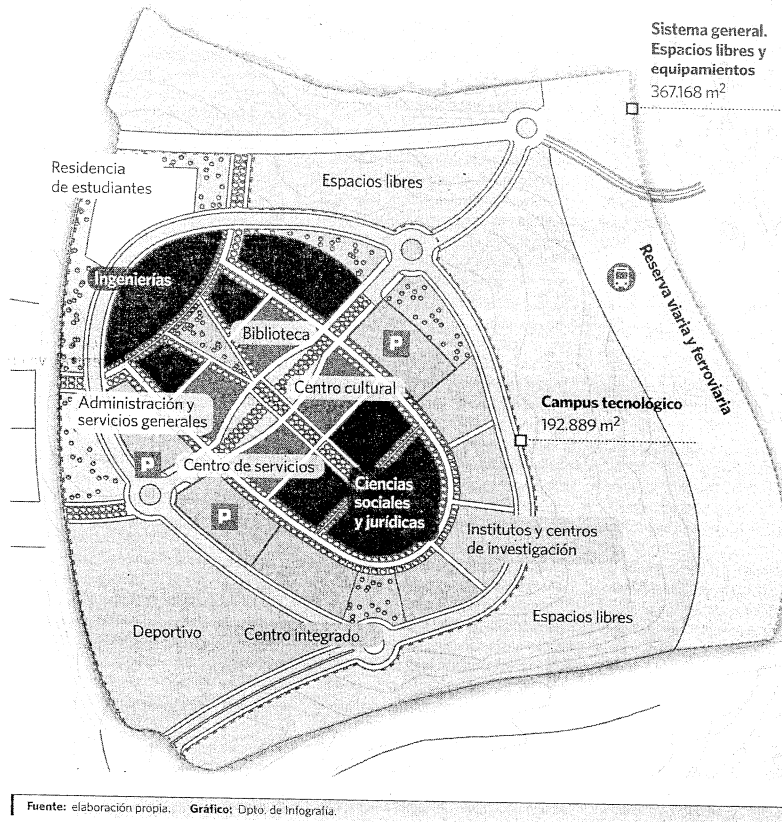 Sistema general.
Espacios libres y
equipamientos
367.168 m²
Residencia
de estudiantes
Espacios libres
Ingenierías
Reserva viaria y ferroviaria
Biblioteca
P
Centro cultural
Administración y
servicios generales
Campus tecnológico
192.889 m²
P
Centro de servicios
Ciencias
sociales
y jurídicas
P
Institutos y centros
de investigación
Espacios libres
Deportivo
Centro integrado
Fuente: elaboración propia. Gráfico: Dpto. de Infografía.